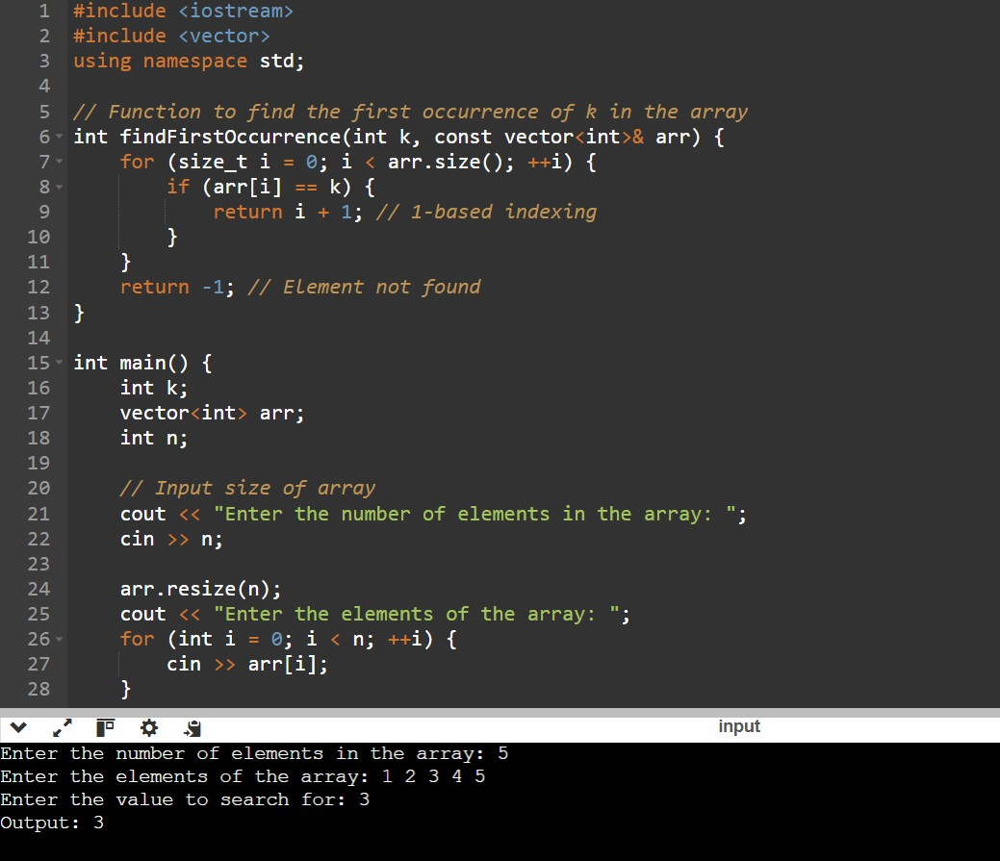 1 #include <iostream>
2 #include <vector>
3 using namespace std;
4
5 // Function to find the first occurrence of k in the array
6 int findFirstOccurrence(int k, const vector<int>& arr) {
7     for (size_t i = 0; i < arr.size(); ++i) {
8         if (arr[i] == k) {
9             return i + 1; // 1-based indexing
10         }
11     }
12     return -1; // Element not found
13 }
14
15 int main() {
16     int k;
17     vector<int> arr;
18     int n;
19
20     // Input size of array
21     cout << "Enter the number of elements in the array: ";
22     cin >> n;
23
24     arr.resize(n);
25     cout << "Enter the elements of the array: ";
26     for (int i = 0; i < n; ++i) {
27         cin >> arr[i];
28     }
input
Enter the number of elements in the array: 5
Enter the elements of the array: 1 2 3 4 5
Enter the value to search for: 3
Output: 3